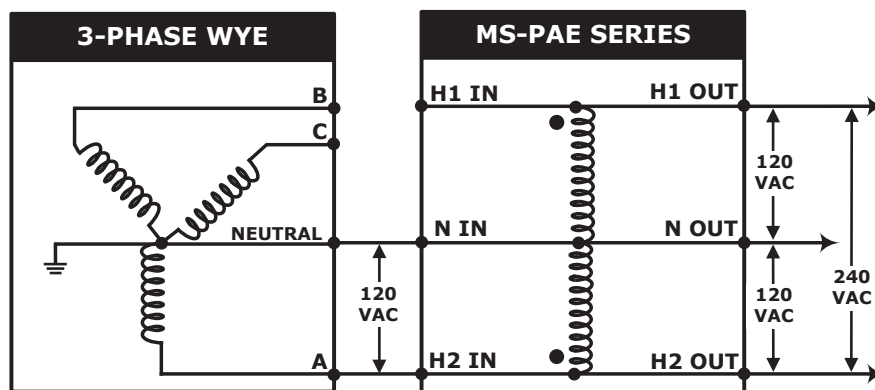 3-PHASE WYE
MS-PAE SERIES
B
C
NEUTRAL
A
120
VAC
H1 IN
H1 OUT
N IN
N OUT
H2 IN
H2 OUT
120
VAC
120
VAC
240
VAC